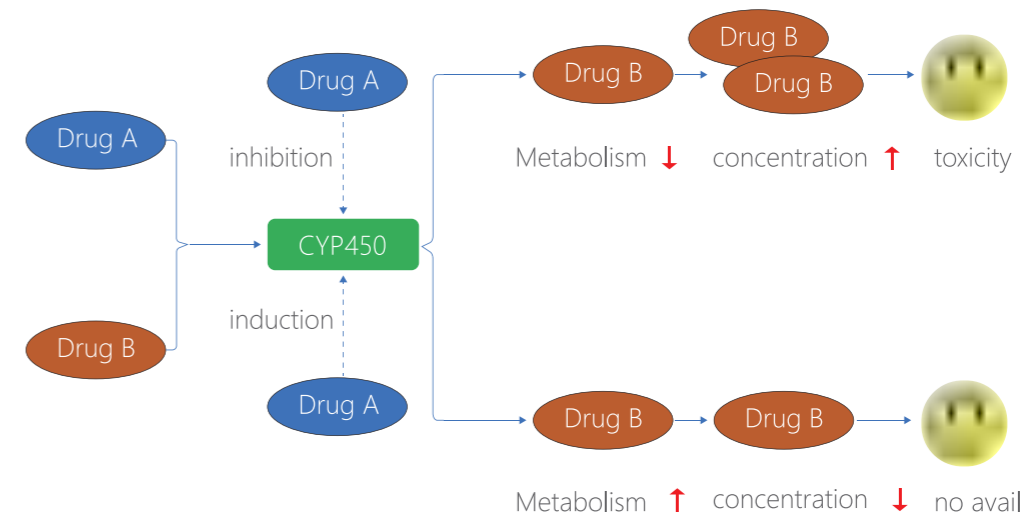 Drug B
Drug A
Drug B
Drug B
Drug A
inhibition
Metabolism ↓ concentration ↑ toxicity
CYP450
induction
Drug B
Drug A
Drug B
Drug B
Metabolism ↑ concentration ↓ no avail